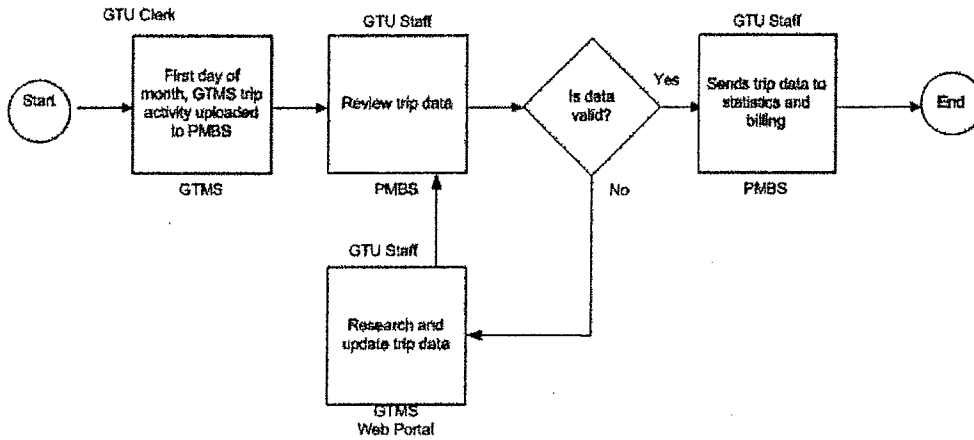 GTU Clerk
Start
First day of
month, GTMS trip
activity uploaded
to PMBS
GTMS
GTU Staff
Review trip data
PMBS
Is data
valid?
Yes
No
GTU Staff
Sends trip data to
statistics and
billing
PMBS
End
GTU Staff
Research and
update trip data
GTMS
Web Portal